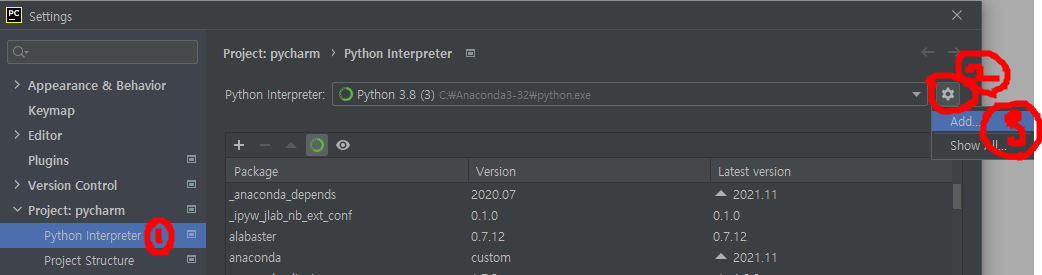 PC Settings
Project: pycharm > Python Interpreter
Appearance & Behavior
Keymap
Editor
Plugins
Version Control
Project: pycharm
Python Interpreter
Project Structure
Python Interpreter: Python 3.8 (3) C:₩Anaconda3-32₩python.exe
Add...
Show All...
Package Version Latest version
_anaconda_depends 2020.07 2021.11
_ipyw_jlab_nb_ext_conf 0.1.0 0.1.0
alabaster 0.7.12 0.7.12
anaconda custom 2021.11